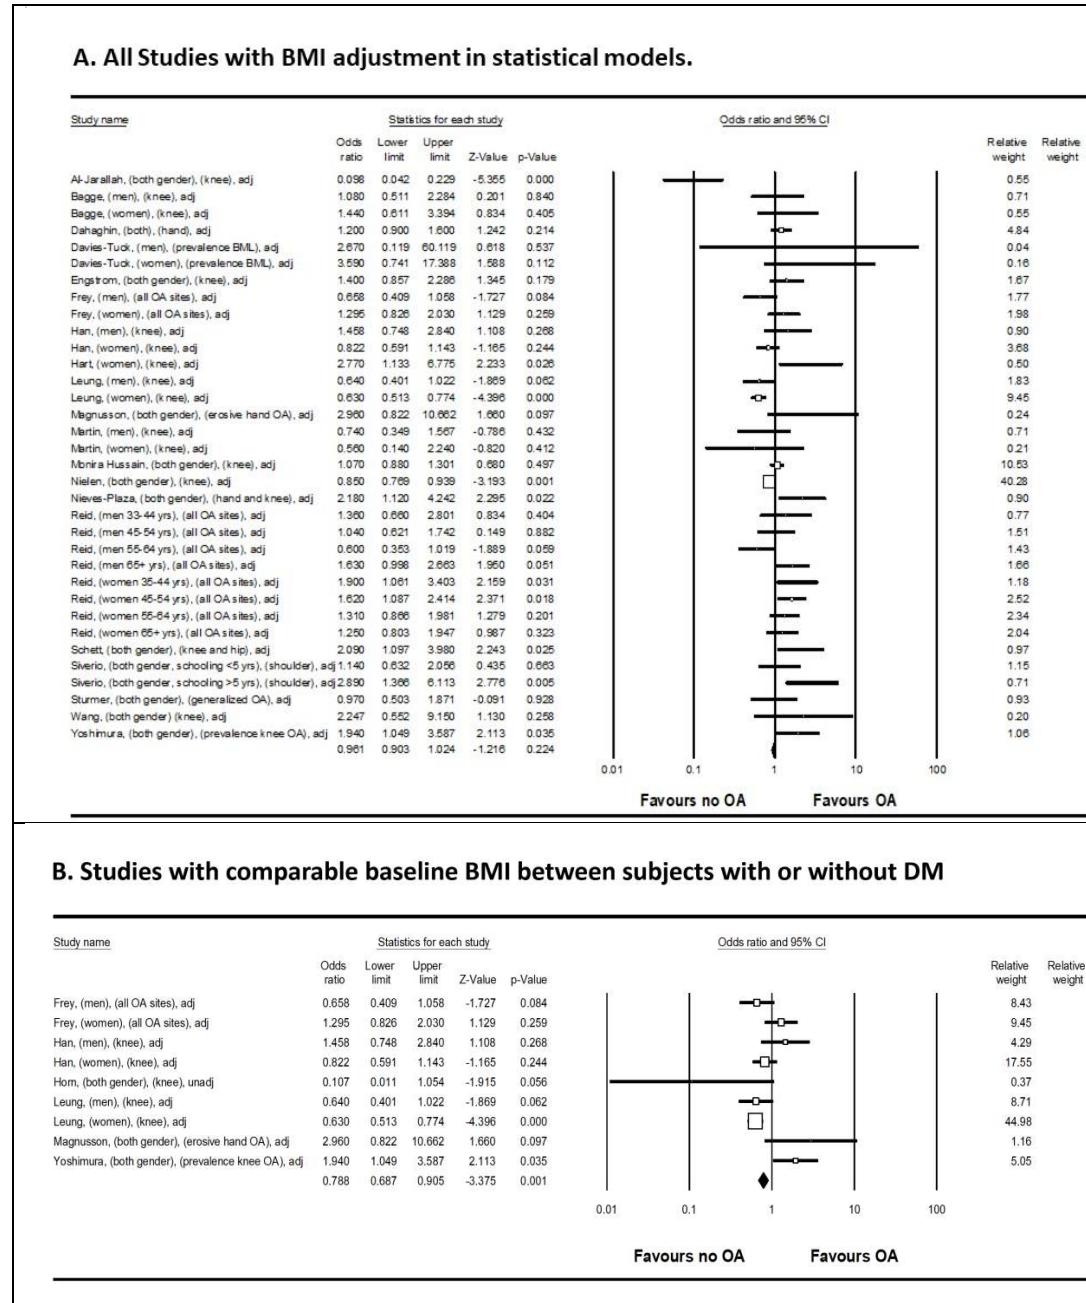 A. All Studies with BMI adjustment in statistical models.
Study name Statistics for each study Odds ratio and 95% CI
Odds Lower Upper Relative Relative
ratio limit limit Z-Value p-Value weight weight
Al-Jarallah, (both gender), (knee), adj 0.098 0.042 0.229 -5.355 0.000 0.55
Bagge, (men), (knee), adj 1.080 0.511 2.284 0.201 0.840 0.71
Bagge, (women), (knee), adj 1.440 0.611 3.394 0.834 0.405 0.55
Dahaghin, (both), (hand), adj 1.200 0.900 1.600 1.242 0.214 4.84
Davies-Tuck, (men), (prevalence BML), adj 2.670 0.119 60.119 0.618 0.537 0.04
Davies-Tuck, (women), (prevalence BML), adj 3.590 0.741 17.388 1.588 0.112 0.16
Engstrom, (both gender), (knee), adj 1.400 0.857 2.286 1.345 0.179 1.67
Frey, (men), (all OA sites), adj 0.658 0.409 1.058 -1.727 0.084 1.77
Frey, (women), (all OA sites), adj 1.295 0.826 2.030 1.129 0.259 1.98
Han, (men), (knee), adj 1.458 0.748 2.840 1.108 0.268 0.90
Han, (women), (knee), adj 0.822 0.591 1.143 -1.165 0.244 3.68
Hart, (women), (knee), adj 2.770 1.133 6.775 2.233 0.026 0.50
Leung, (men), (knee), adj 0.640 0.401 1.022 -1.869 0.062 1.83
Leung, (women), (knee), adj 0.630 0.513 0.774 -4.396 0.000 9.45
Magnusson, (both gender), (erosive hand OA), adj 2.960 0.822 10.662 1.660 0.097 0.24
Martin, (men), (knee), adj 0.740 0.349 1.567 -0.786 0.432 0.71
Martin, (women), (knee), adj 0.560 0.140 2.240 -0.820 0.412 0.21
Monira Hussain, (both gender), (knee), adj 1.070 0.880 1.301 0.680 0.497 10.53
Nielen, (both gender), (knee), adj 0.850 0.769 0.939 -3.193 0.001 40.28
Nieves-Plaza, (both gender), (hand and knee), adj 2.180 1.120 4.242 2.295 0.022 0.90
Reid, (men 33-44 yrs), (all OA sites), adj 1.360 0.660 2.801 0.834 0.404 0.77
Reid, (men 45-54 yrs), (all OA sites), adj 1.040 0.621 1.742 0.149 0.882 1.51
Reid, (men 55-64 yrs), (all OA sites), adj 0.600 0.353 1.019 -1.889 0.059 1.43
Reid, (men 65+ yrs), (all OA sites), adj 1.630 0.998 2.663 1.950 0.051 1.66
Reid, (women 35-44 yrs), (all OA sites), adj 1.900 1.061 3.403 2.159 0.031 1.18
Reid, (women 45-54 yrs), (all OA sites), adj 1.620 1.087 2.414 2.371 0.018 2.52
Reid, (women 55-64 yrs), (all OA sites), adj 1.310 0.866 1.981 1.279 0.201 2.34
Reid, (women 65+ yrs), (all OA sites), adj 1.250 0.803 1.947 0.987 0.323 2.04
Schett, (both gender), (knee and hip), adj 2.090 1.097 3.980 2.243 0.025 0.97
Siverio, (both gender, schooling <5 yrs), (shoulder), adj 1.140 0.632 2.056 0.435 0.663 1.15
Siverio, (both gender, schooling >5 yrs), (shoulder), adj 2.890 1.366 6.113 2.776 0.005 0.71
Sturmer, (both gender), (generalized OA), adj 0.970 0.503 1.871 -0.091 0.928 0.93
Wang, (both gender) (knee), adj 2.247 0.552 9.150 1.130 0.258 0.20
Yoshimura, (both gender), (prevalence knee OA), adj 1.940 1.049 3.587 2.113 0.035 1.06
0.961 0.903 1.024 -1.216 0.224
0.01 0.1 1 10 100
Favours no OA Favours OA
B. Studies with comparable baseline BMI between subjects with or without DM
Study name Statistics for each study Odds ratio and 95% CI
Odds Lower Upper Relative Relative
ratio limit limit Z-Value p-Value weight weight
Frey, (men), (all OA sites), adj 0.658 0.409 1.058 -1.727 0.084 8.43
Frey, (women), (all OA sites), adj 1.295 0.826 2.030 1.129 0.259 9.45
Han, (men), (knee), adj 1.458 0.748 2.840 1.108 0.268 4.29
Han, (women), (knee), adj 0.822 0.591 1.143 -1.165 0.244 17.55
Horn, (both gender), (knee), unadj 0.107 0.011 1.054 -1.915 0.056 0.37
Leung, (men), (knee), adj 0.640 0.401 1.022 -1.869 0.062 8.71
Leung, (women), (knee), adj 0.630 0.513 0.774 -4.396 0.000 44.98
Magnusson, (both gender), (erosive hand OA), adj 2.960 0.822 10.662 1.660 0.097 1.16
Yoshimura, (both gender), (prevalence knee OA), adj 1.940 1.049 3.587 2.113 0.035 5.05
0.788 0.687 0.905 -3.375 0.001
0.01 0.1 1 10 100
Favours no OA Favours OA